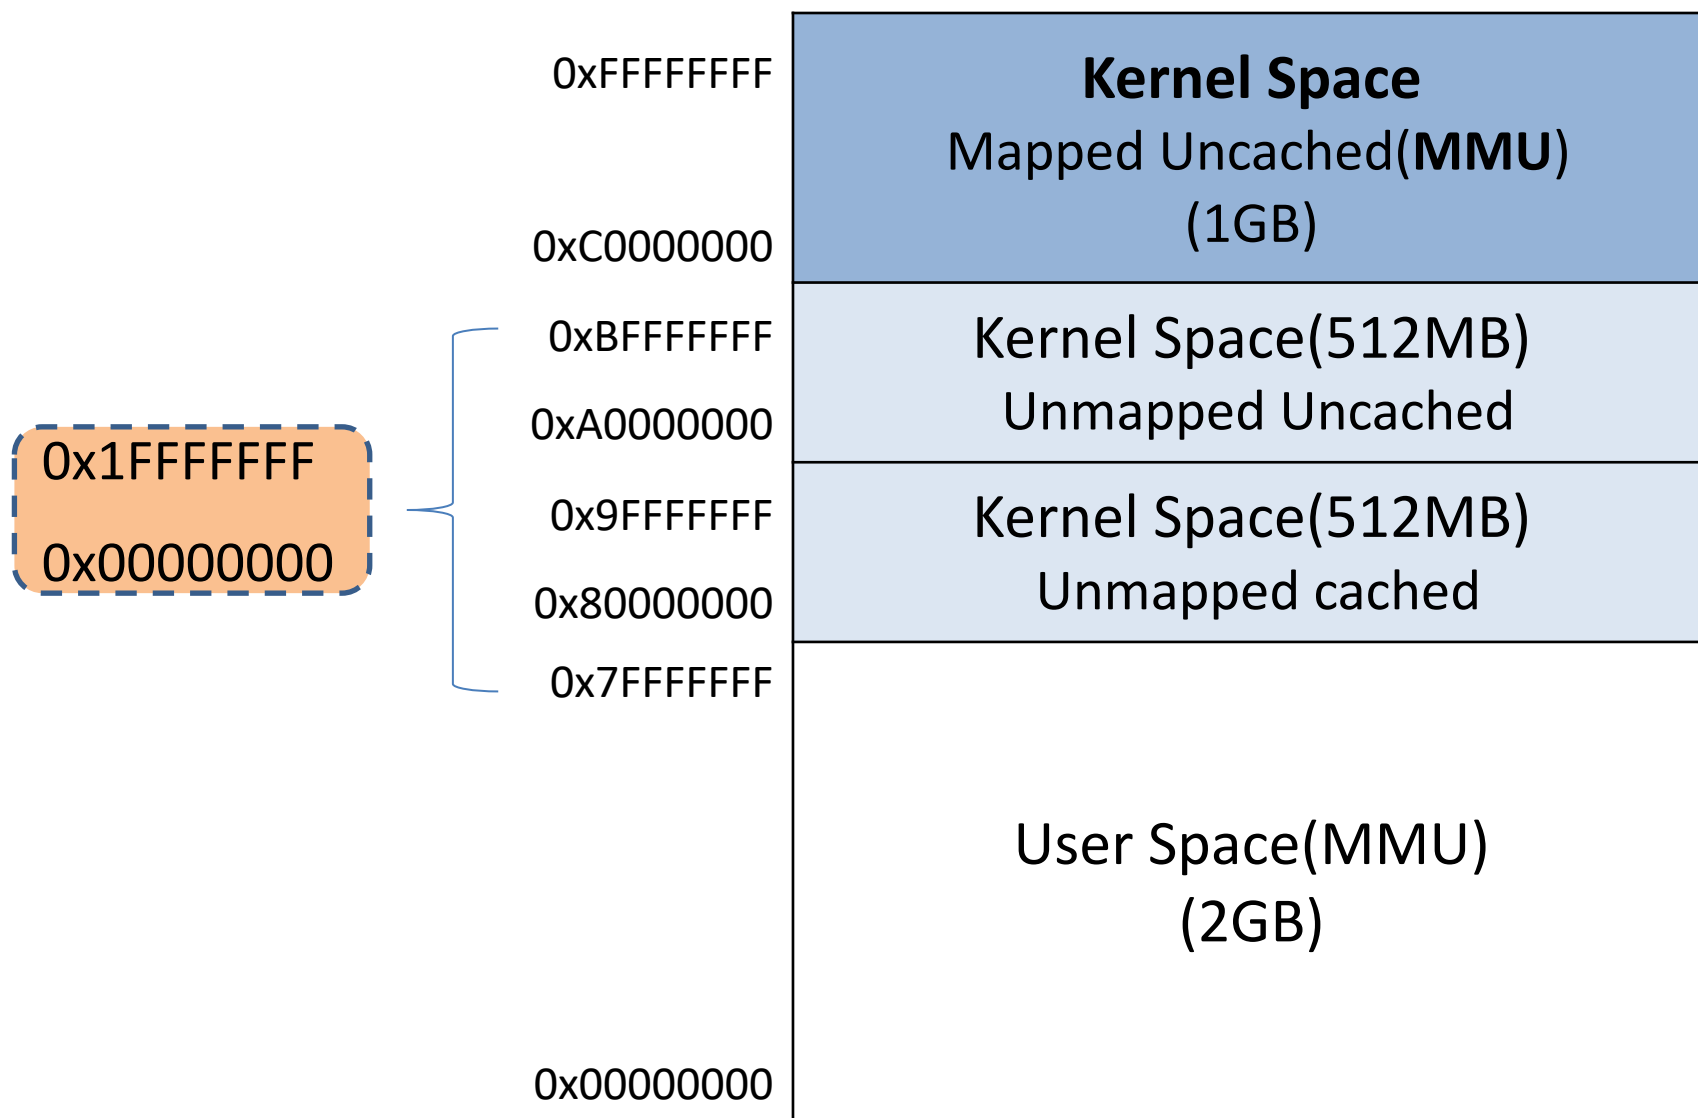 0xFFFFFFFF
Kernel Space
Mapped Uncached(MMU)
(1GB)
0xC0000000
0xBFFFFFFF
Kernel Space(512MB)
0xA0000000
Unmapped Uncached
0x1FFFFFFF
0x00000000
0x9FFFFFFF
Kernel Space(512MB)
0x80000000
Unmapped cached
0x7FFFFFFF
User Space(MMU)
(2GB)
0x00000000